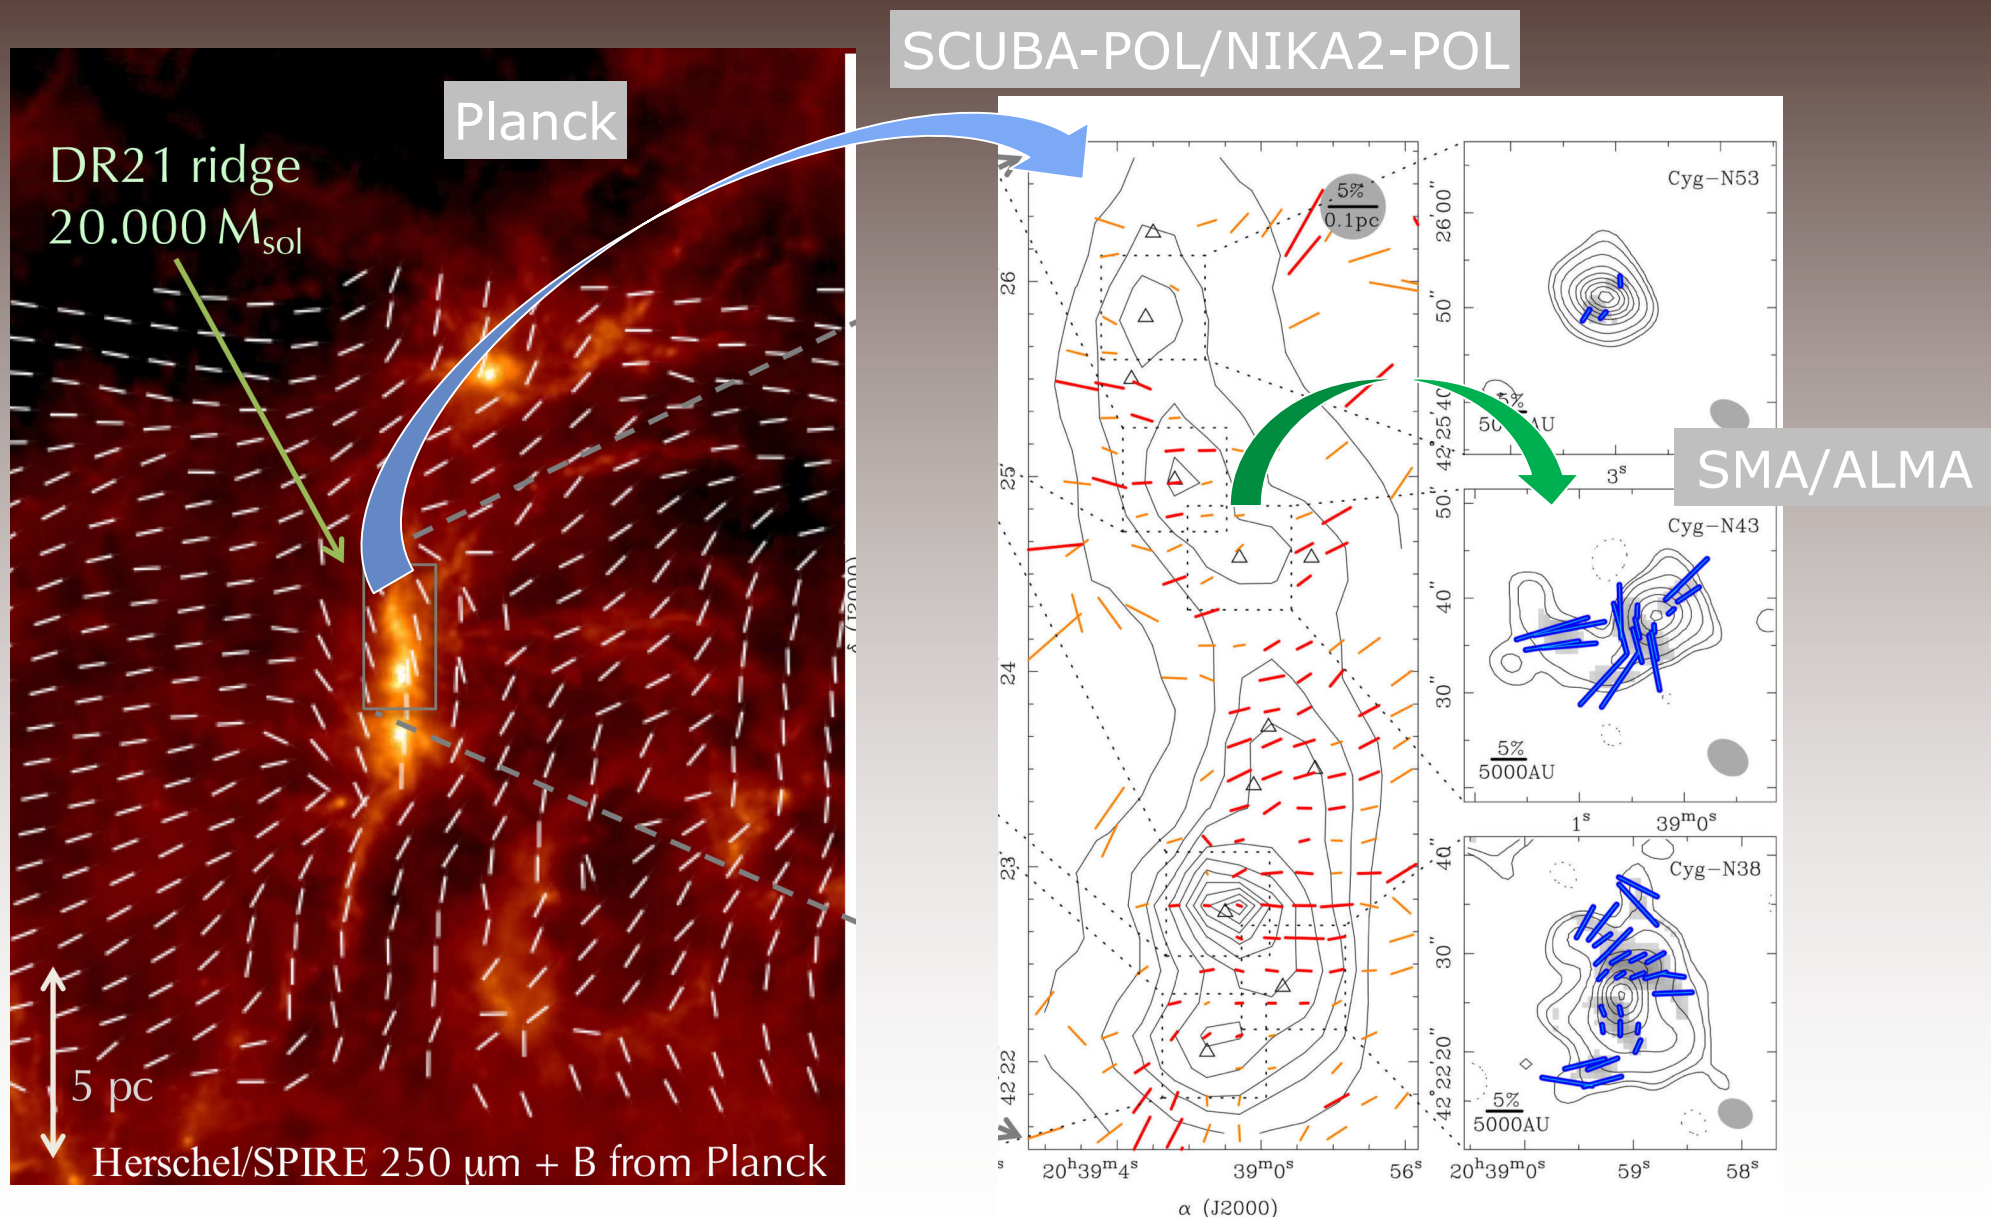 SCUBA-POL/NIKA2-POL
Planck
DR21 ridge
20.000 Msol
5 pc
Herschel/SPIRE 250 μm + B from Planck
δ (J2000)
5%
0.1pc
26'
25'
24'
23'
42°22'
20ʰ39ᵐ4ˢ
39ᵐ0ˢ
56ˢ
α (J2000)
Cyg-N53
26'00"
50"
42°25'40"
5%
5000AU
3ˢ
SMA/ALMA
Cyg-N43
50"
40"
30"
5%
5000AU
1ˢ
39ᵐ0ˢ
Cyg-N38
40"
30"
42°22'20"
5%
5000AU
20ʰ39ᵐ0ˢ
59ˢ
58ˢ